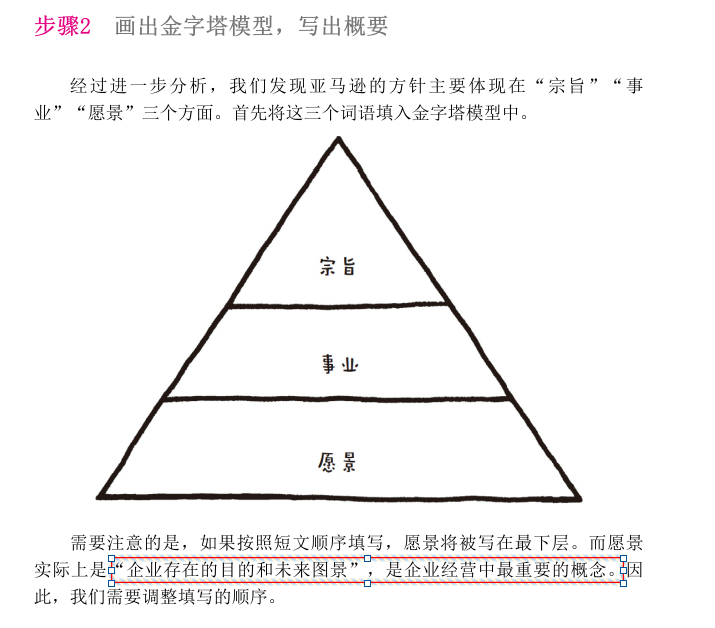 步骤2 画出金字塔模型，写出概要
经过进一步分析，我们发现亚马逊的方针主要体现在“宗旨”“事
业”“愿景”三个方面。首先将这三个词语填入金字塔模型中。
宗旨
事业
愿景
需要注意的是，如果按照短文顺序填写，愿景将被写在最下层。而愿景
实际上是“企业存在的目的和未来图景”，是企业经营中最重要的概念。因
此，我们需要调整填写的顺序。